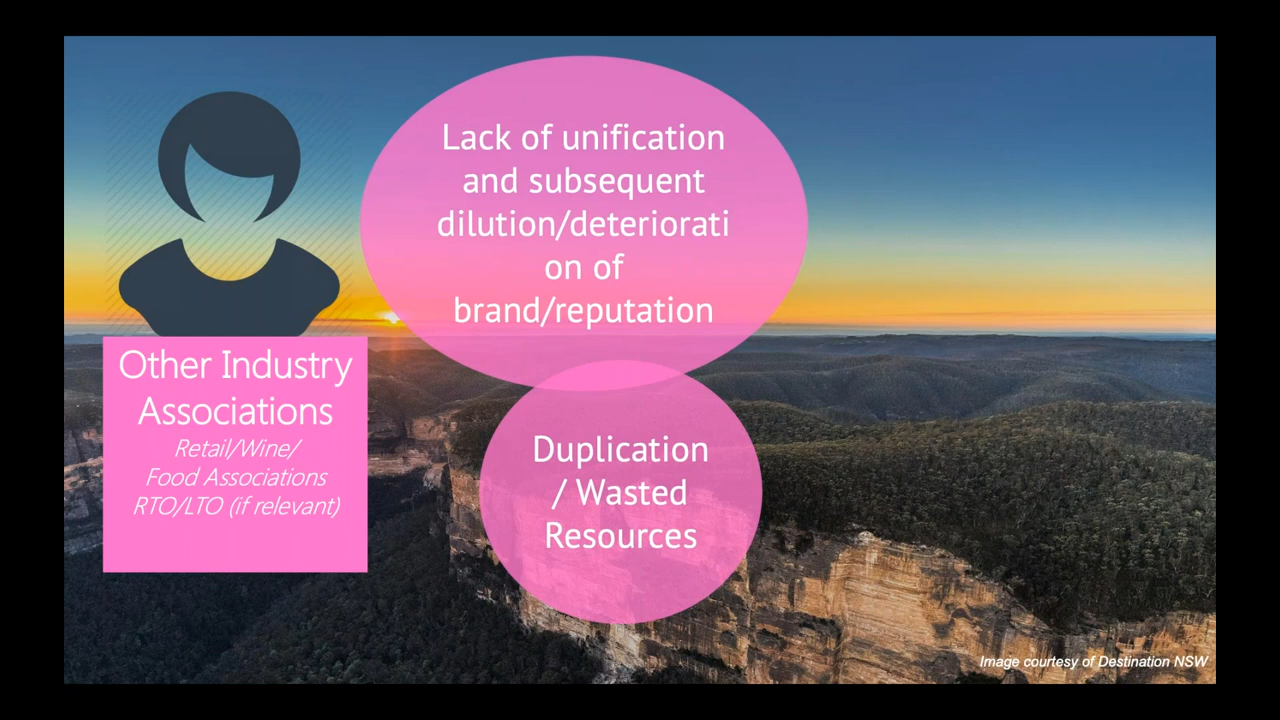 Lack of unification
and subsequent
dilution/deteriorati
on of
brand/reputation
Other Industry
Associations
Retail/Wine/
Food Associations
RTO/LTO (if relevant)
Duplication
/ Wasted
Resources
Image courtesy of Destination NSW